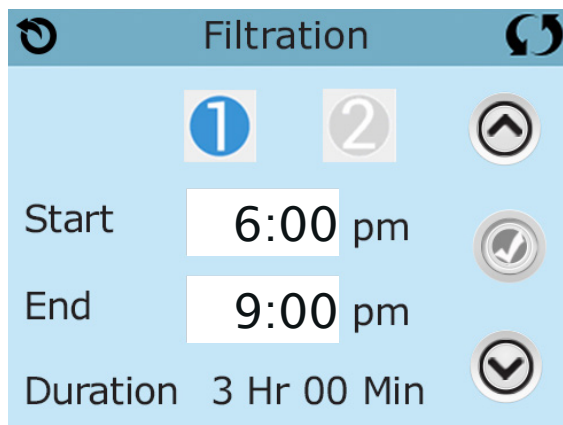 Filtration
1 2
Start 6:00 pm
End 9:00 pm
Duration 3 Hr 00 Min